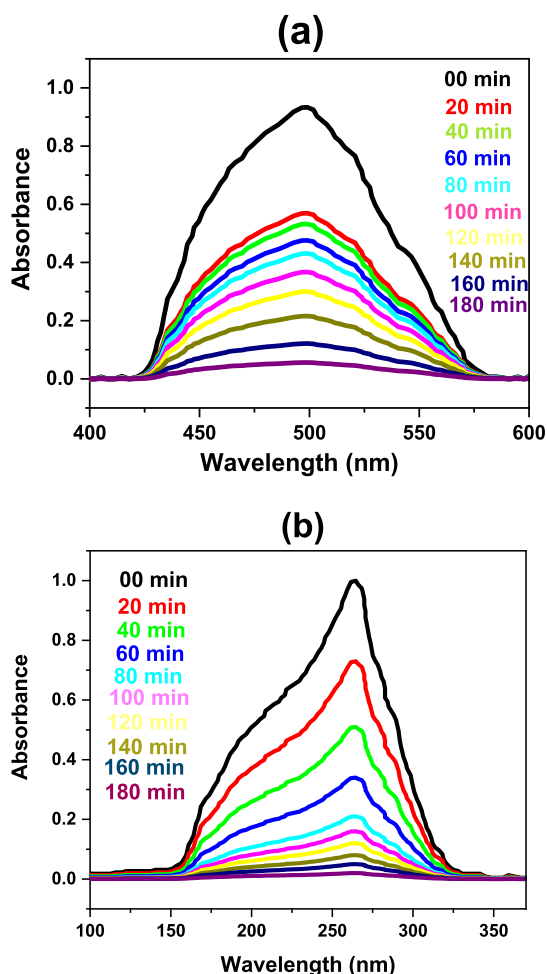 (a)
1.0
0.8
0.6
0.4
0.2
0.0
Absorbance
00 min
20 min
40 min
60 min
80 min
100 min
120 min
140 min
160 min
180 min
400 450 500 550 600
Wavelength (nm)
(b)
1.0
0.8
0.6
0.4
0.2
0.0
Absorbance
00 min
20 min
40 min
60 min
80 min
100 min
120 min
140 min
160 min
180 min
100 150 200 250 300 350
Wavelength (nm)